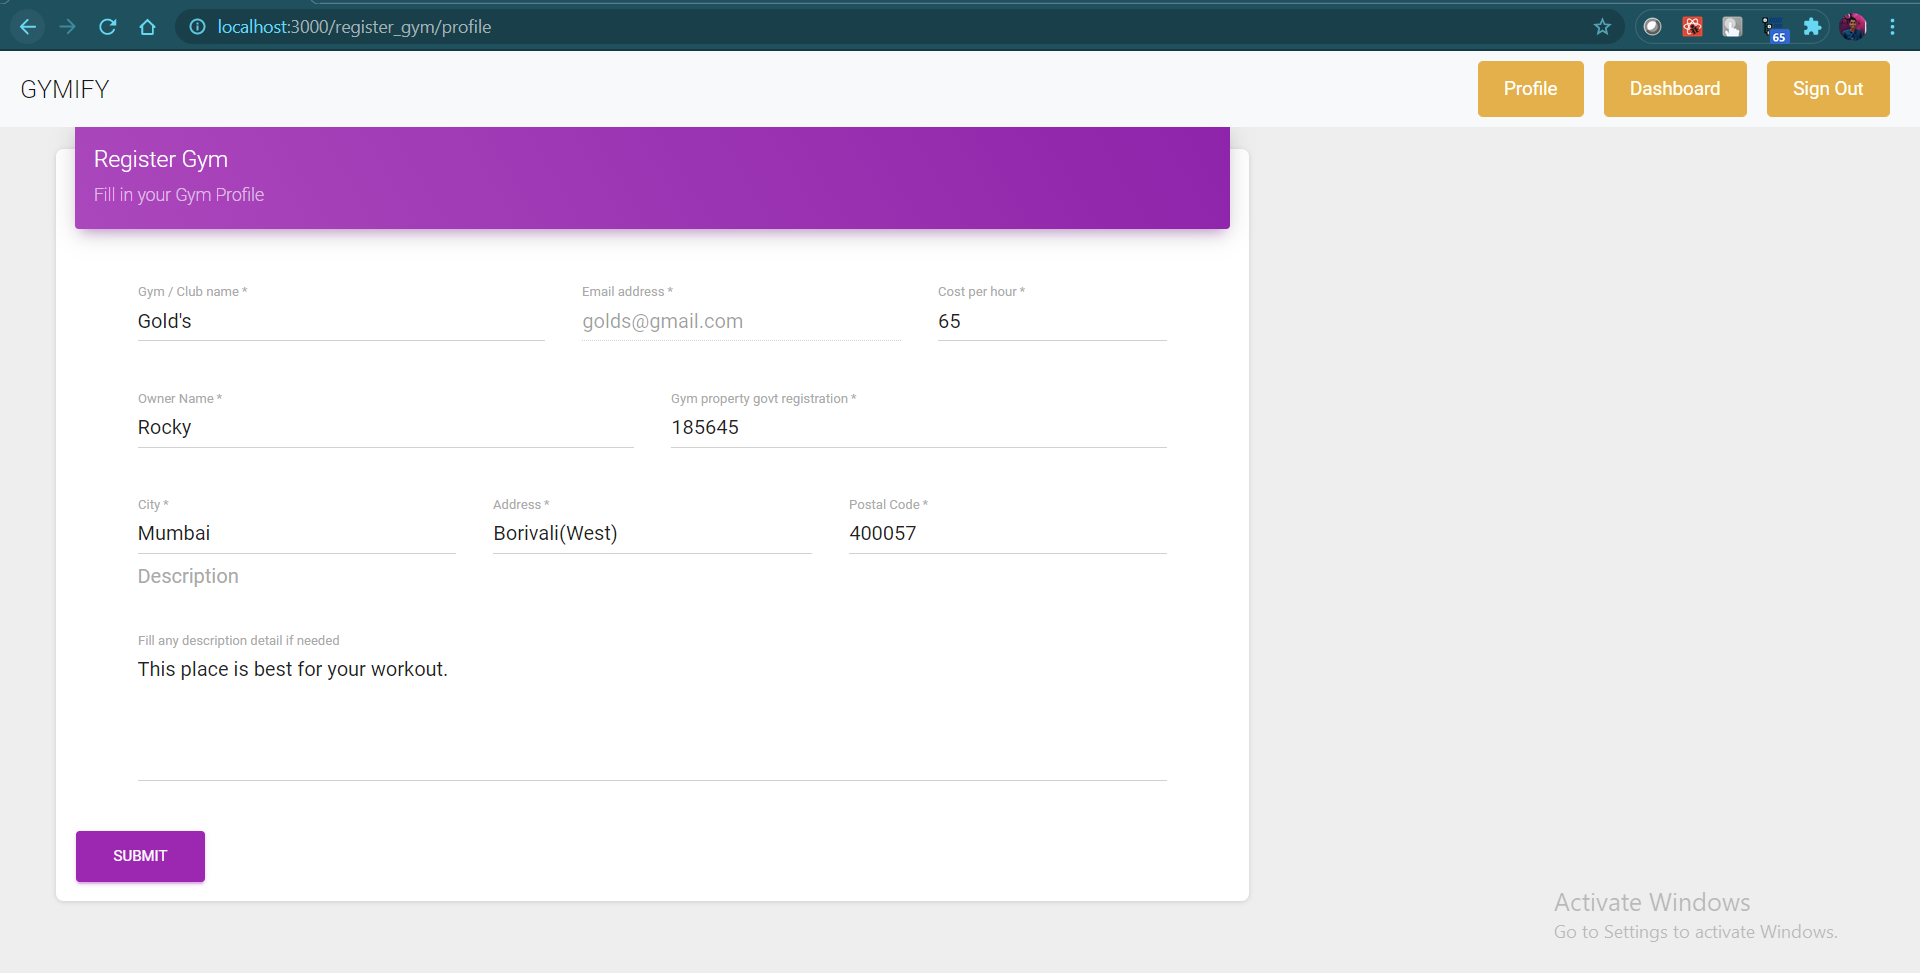 localhost:3000/register_gym/profile
65
GYMIFY
Profile
Dashboard
Sign Out
Register Gym
Fill in your Gym Profile
Gym / Club name *
Email address *
Cost per hour *
Gold's
golds@gmail.com
65
Owner Name *
Gym property govt registration *
Rocky
185645
City *
Address *
Postal Code *
Mumbai
Borivali(West)
400057
Description
Fill any description detail if needed
This place is best for your workout.
SUBMIT
Activate Windows
Go to Settings to activate Windows.